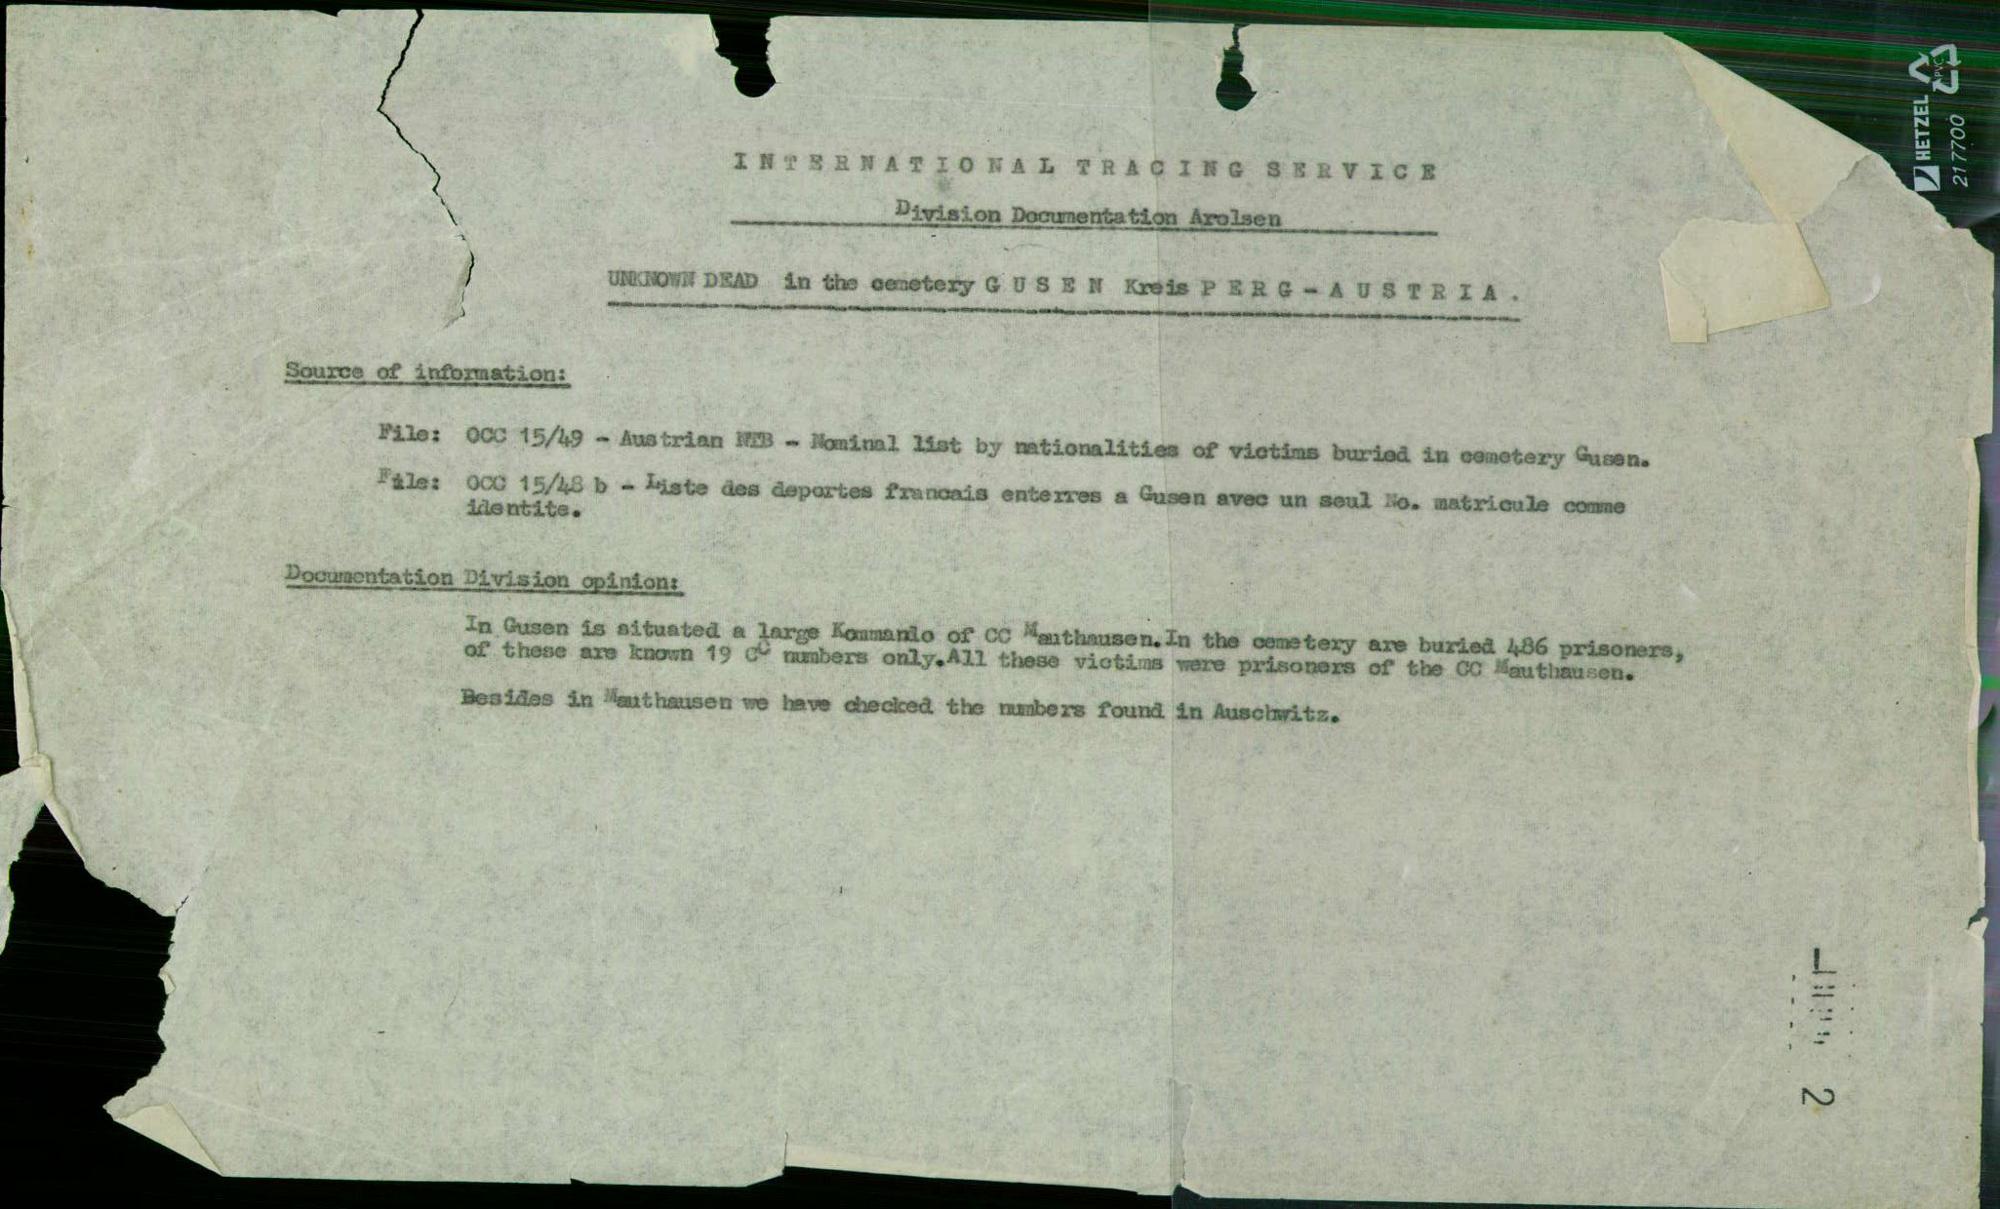 INTERNATIONAL TRACING SERVICE
Division Documentation Arolsen
UNKNOWN DEAD in the cemetery GUSEN Kreis PERG-AUSTRIA.
Source of information:
File: OCC 15/49 - Austrian NTB - Nominal list by nationalities of victims buried in cemetery Gusen.
File: OCC 15/48 b - Liste des deportes francais enterres a Gusen avec un seul No. matricule comme
identite.
Documentation Division opinion:
In Gusen is situated a large Kommando of CC Mauthausen. In the cemetery are buried 486 prisoners,
of these are known 19 CC numbers only. All these victims were prisoners of the CC Mauthausen.
Besides in Mauthausen we have checked the numbers found in Auschwitz.
HETZEL PVC
217700
2